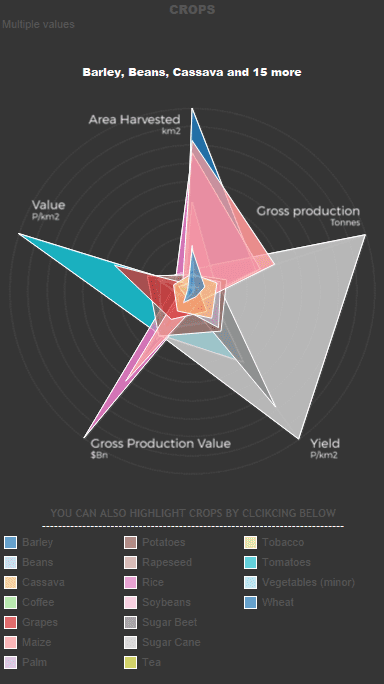 CROPS
Multiple values
Barley, Beans, Cassava and 15 more
Area Harvested
km2
Value
P/km2
Gross production
Tonnes
Gross Production Value
$Bn
Yield
P/km2
YOU CAN ALSO HIGHLIGHT CROPS BY CLCIKCING BELOW
Barley
Beans
Cassava
Coffee
Grapes
Maize
Palm
Potatoes
Rapeseed
Rice
Soybeans
Sugar Beet
Sugar Cane
Tea
Tobacco
Tomatoes
Vegetables (minor)
Wheat